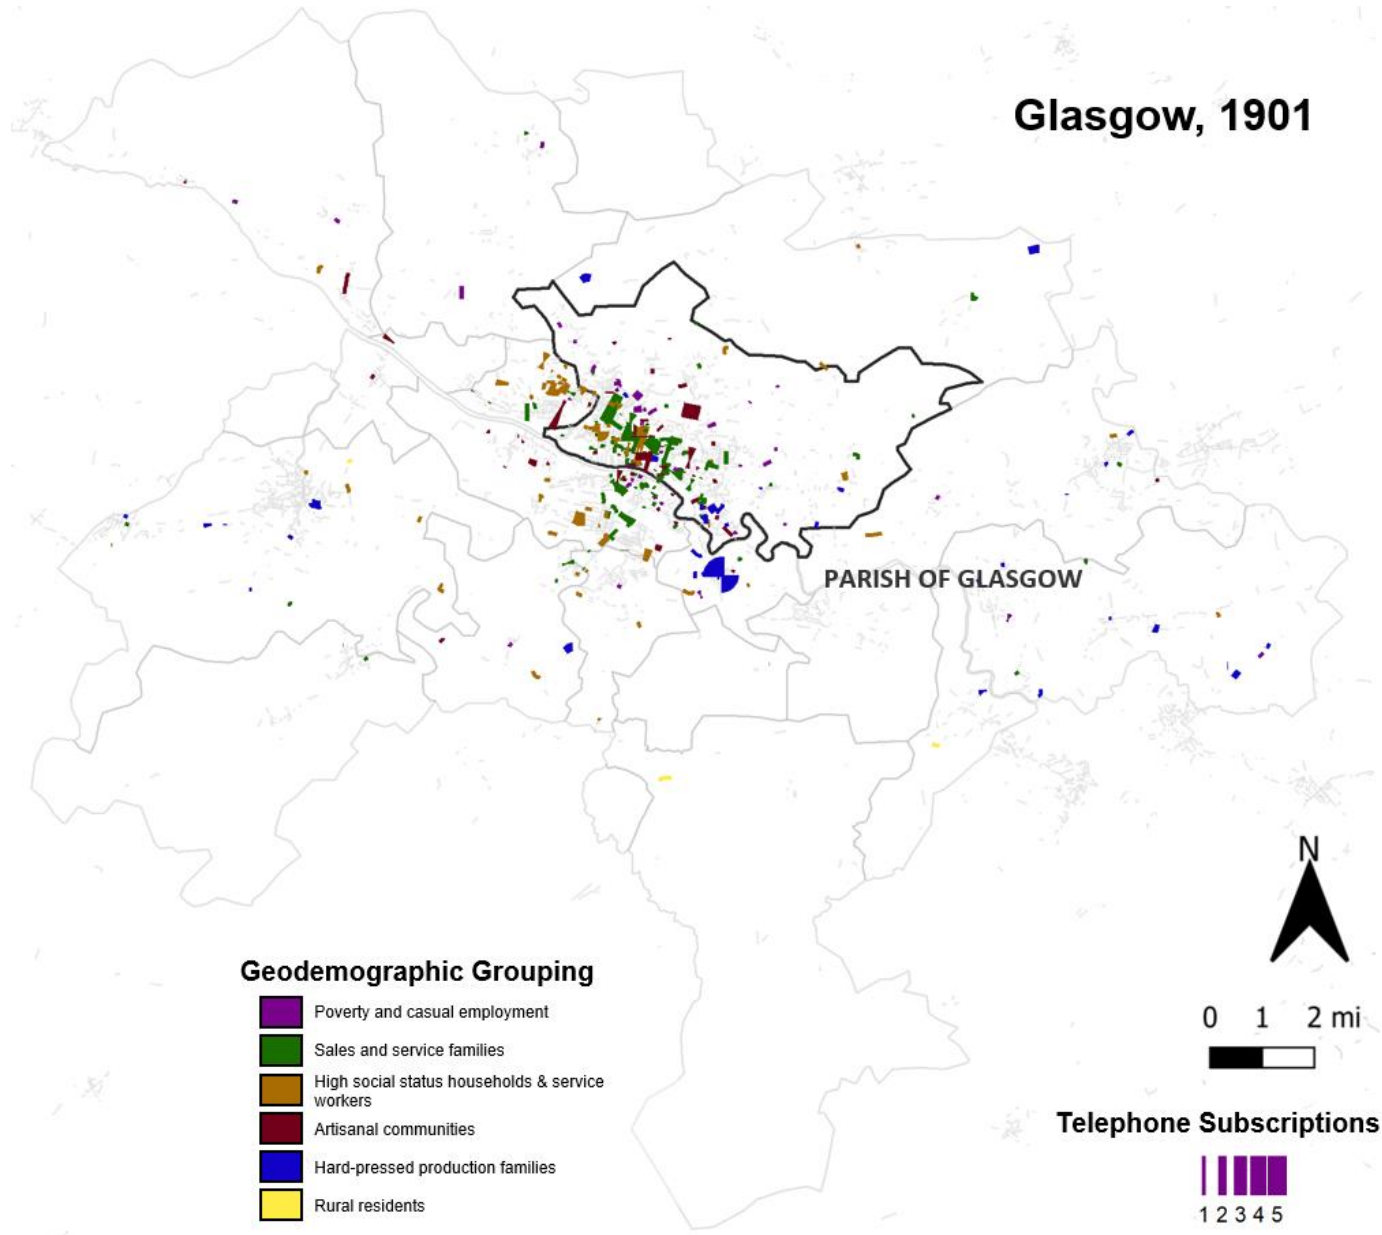 Glasgow, 1901
PARISH OF GLASGOW
N
0 1 2 mi
Geodemographic Grouping
Poverty and casual employment
Sales and service families
High social status households & service
workers
Artisanal communities
Hard-pressed production families
Rural residents
Telephone Subscriptions
1 2 3 4 5